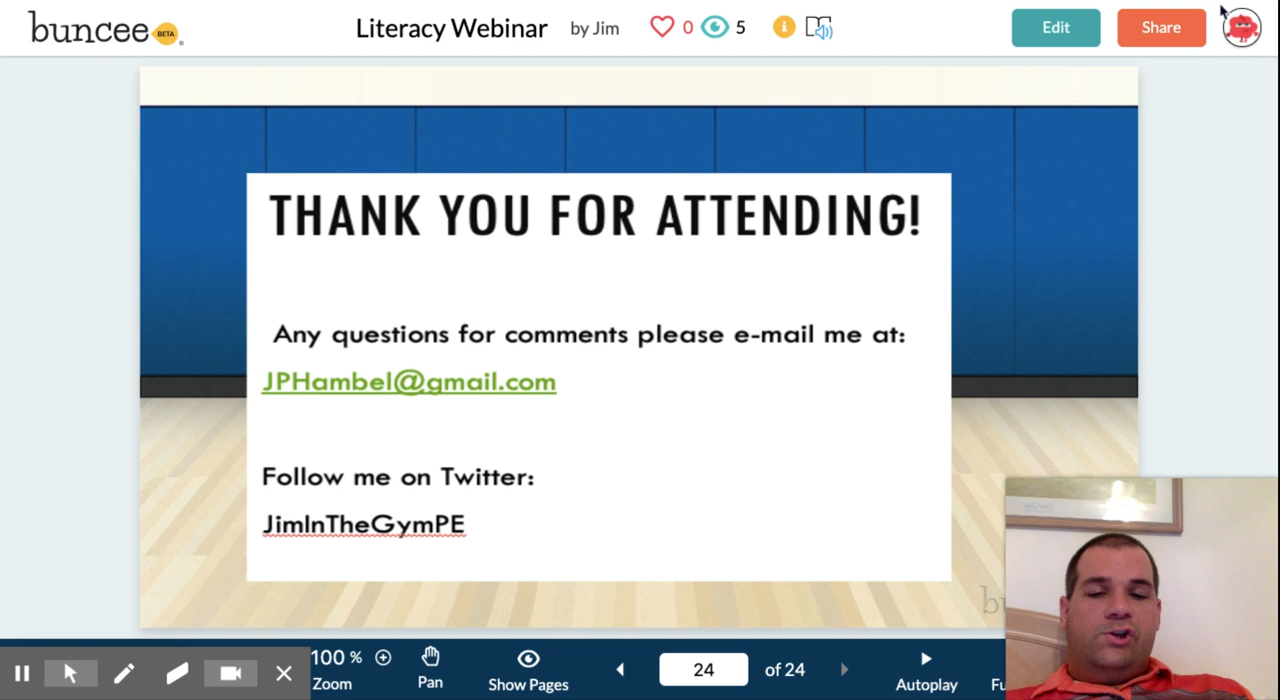 buncee BETA
Literacy Webinar by Jim 0 5
Edit
Share
THANK YOU FOR ATTENDING!
Any questions for comments please e-mail me at:
JPHambel@gmail.com
Follow me on Twitter:
JimInTheGymPE
100 %
Zoom
Pan
Show Pages
24 of 24
Autoplay